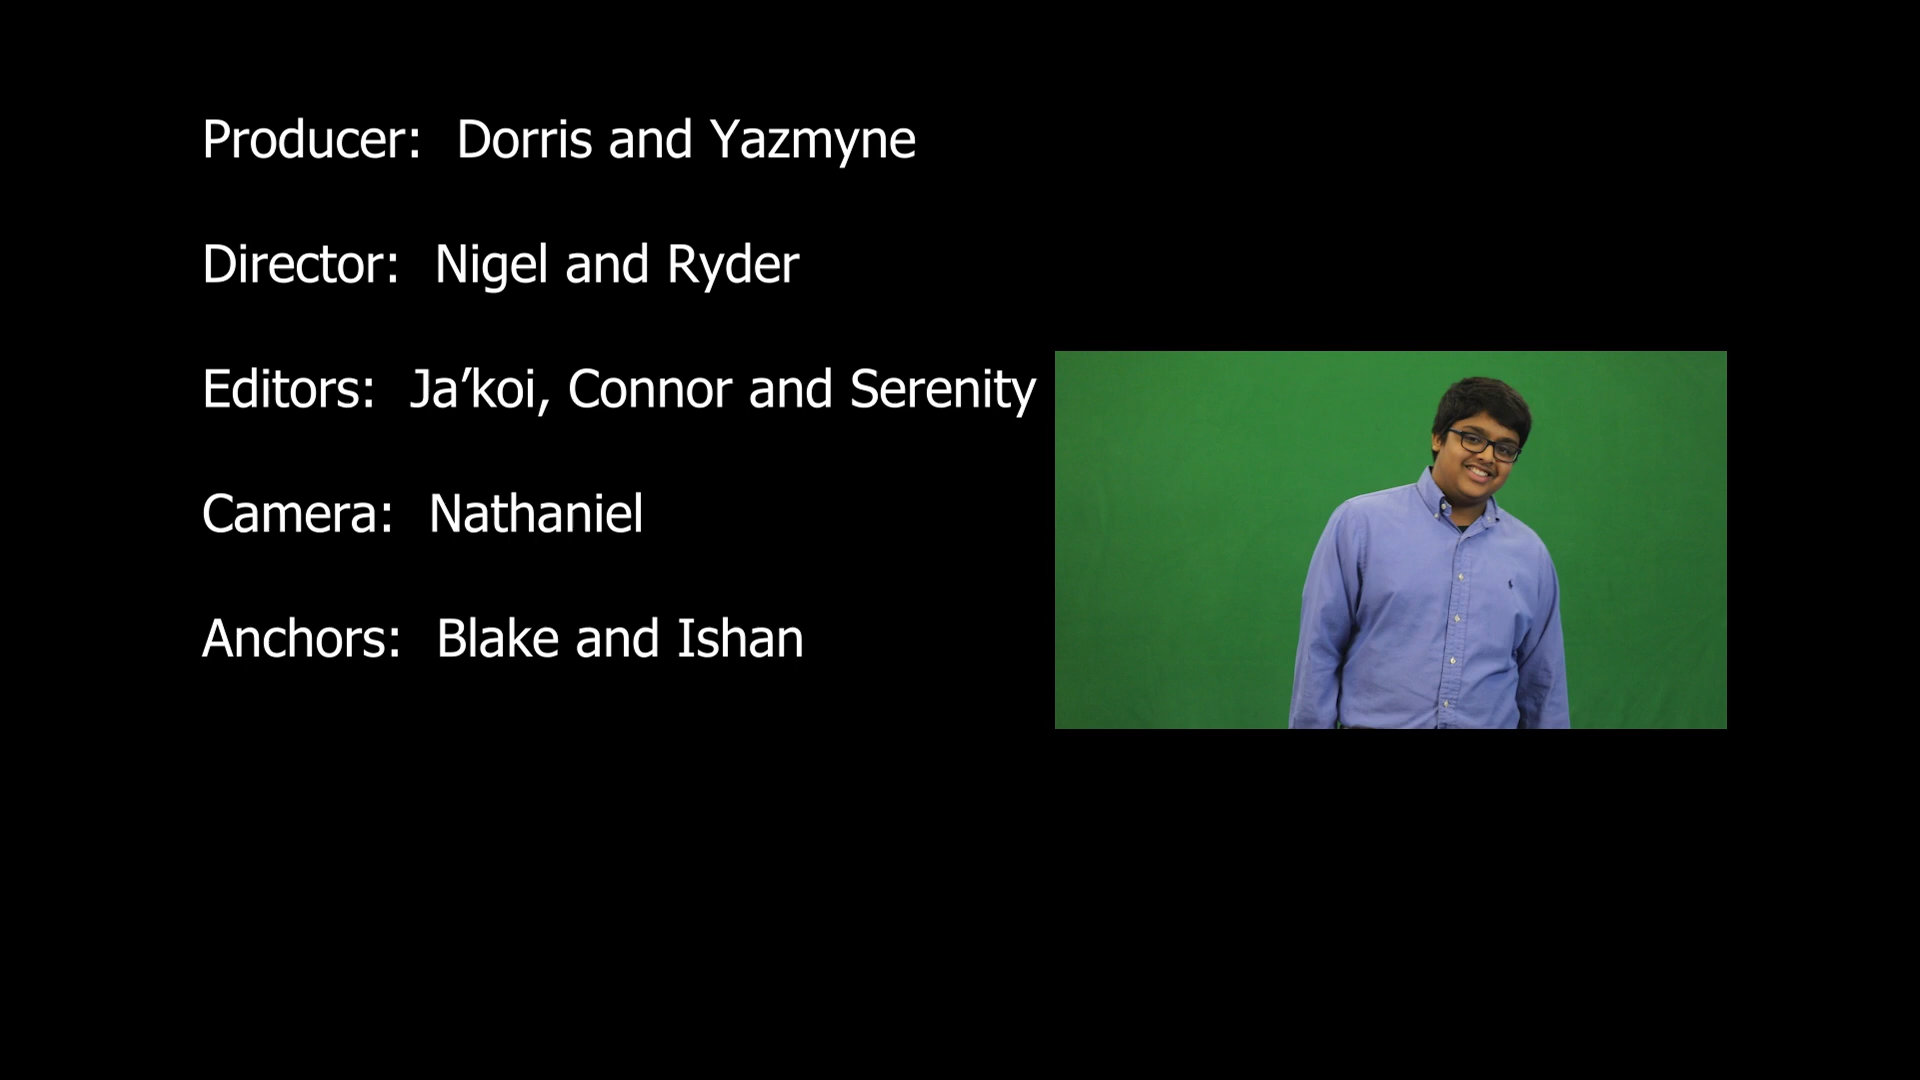 Producer:  Dorris and Yazmyne
Director:  Nigel and Ryder
Editors:  Ja’koi, Connor and Serenity
Camera:  Nathaniel
Anchors:  Blake and Ishan